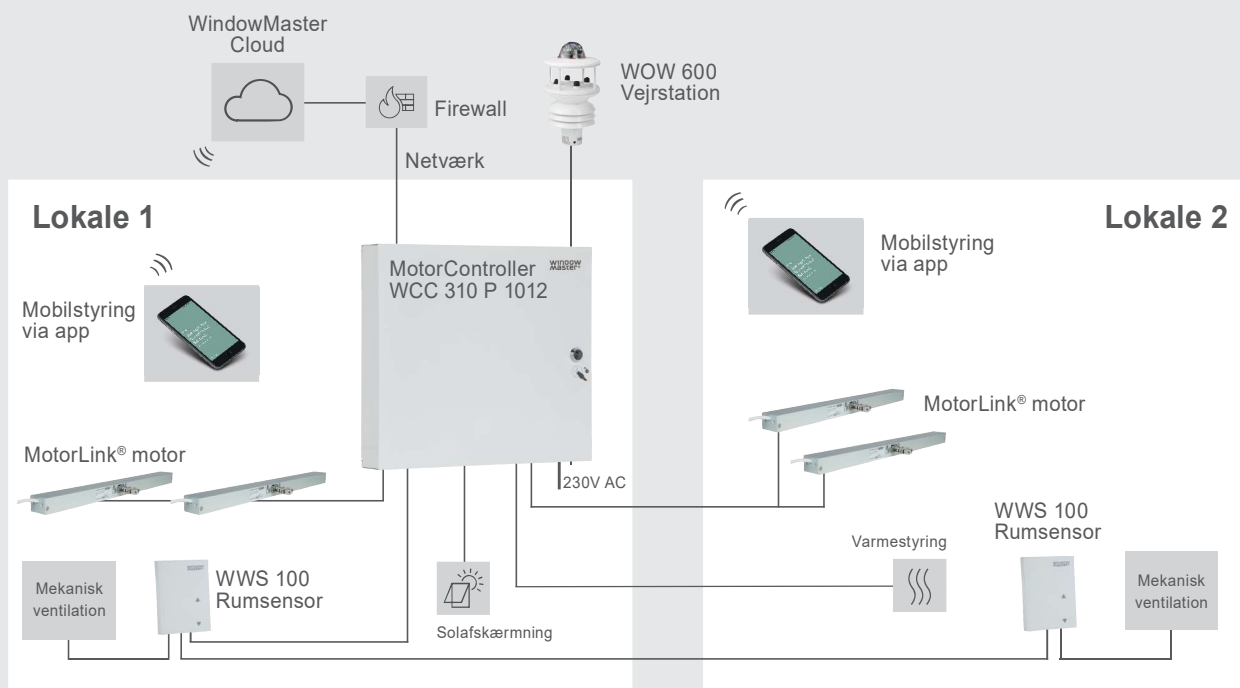 WindowMaster
Cloud
Firewall
WOW 600
Vejrstation
Netværk
Lokale 1
Mobilstyring
via app
MotorController
WCC 310 P 1012
WINDOW
MASTER
MotorLink® motor
230V AC
Mekanisk
ventilation
WWS 100
Rumsensor
Solafskærmning
Lokale 2
Mobilstyring
via app
MotorLink® motor
Varmestyring
WWS 100
Rumsensor
Mekanisk
ventilation